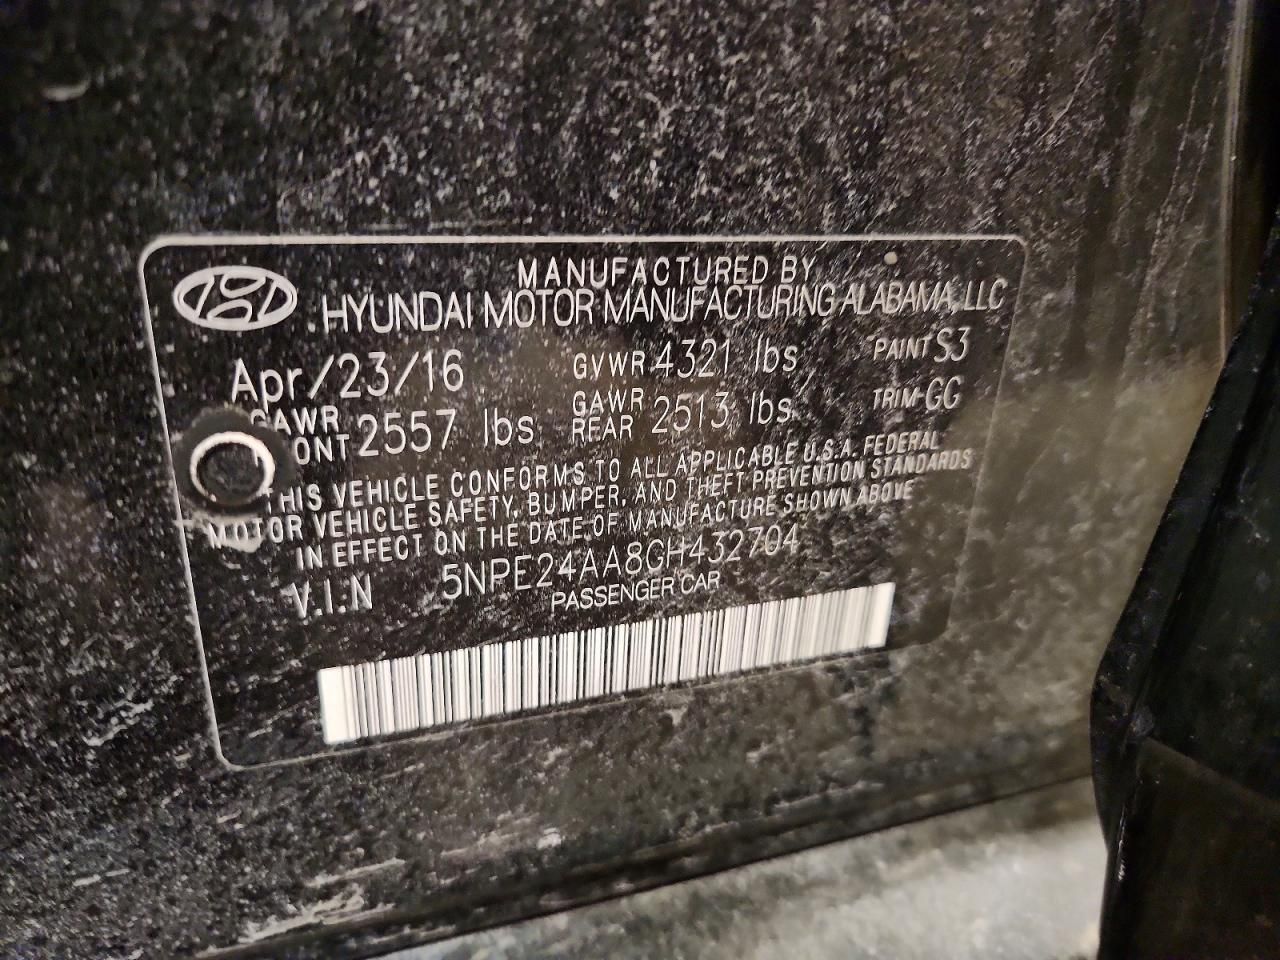 MANUFACTURED BY
HYUNDAI MOTOR MANUFACTURING ALABAMA, LLC
Apr/23/16 GVWR 4321 lbs PAINT S3
GAWR FRONT 2557 lbs GAWR REAR 2513 lbs TRIM GG
THIS VEHICLE CONFORMS TO ALL APPLICABLE U.S.A. FEDERAL
MOTOR VEHICLE SAFETY, BUMPER, AND THEFT PREVENTION STANDARDS
IN EFFECT ON THE DATE OF MANUFACTURE SHOWN ABOVE
V.I.N 5NPE24AA8GH432704
PASSENGER CAR